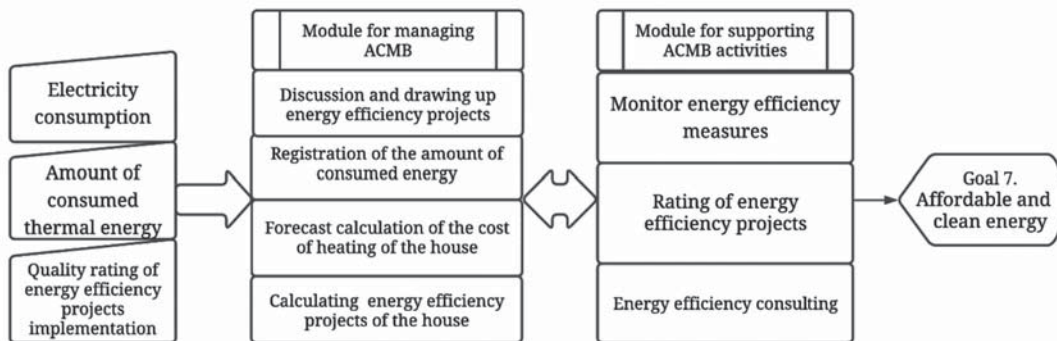 Electricity
consumption
Amount of
consumed
thermal energy
Quality rating of
energy efficiency
projects
implementation
Module for managing
ACMB
Discussion and drawing up
energy efficiency projects
Registration of the amount of
consumed energy
Forecast calculation of the cost
of heating of the house
Calculating energy efficiency
projects of the house
Module for supporting
ACMB activities
Monitor energy efficiency
measures
Rating of energy
efficiency projects
Energy efficiency consulting
Goal 7.
Affordable and
clean energy